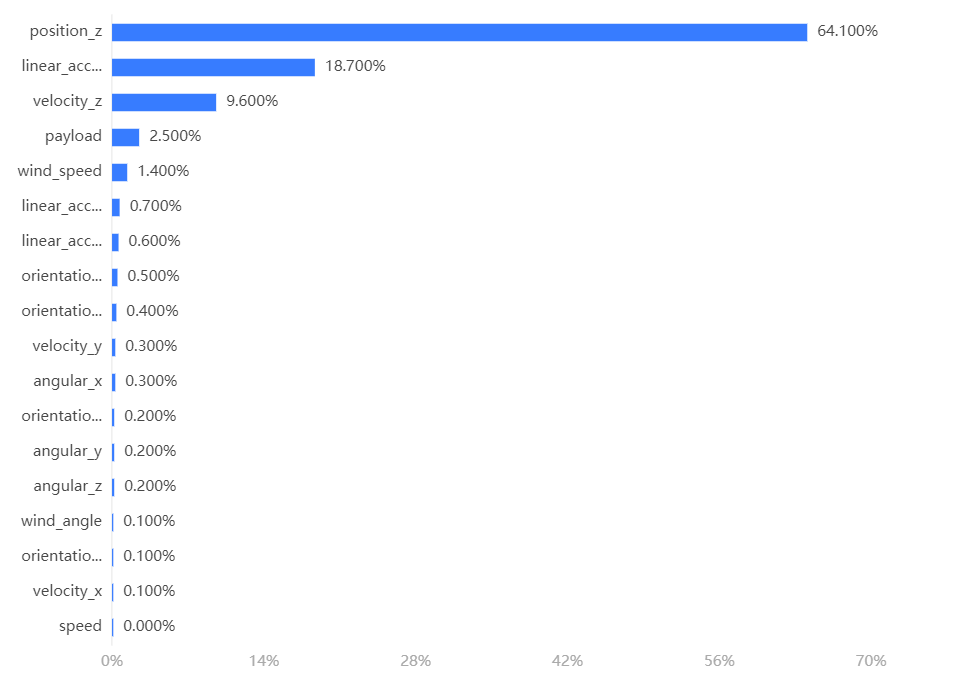 position_z 64.100%
linear_acc... 18.700%
velocity_z 9.600%
payload 2.500%
wind_speed 1.400%
linear_acc... 0.700%
linear_acc... 0.600%
orientatio... 0.500%
orientatio... 0.400%
velocity_y 0.300%
angular_x 0.300%
orientatio... 0.200%
angular_y 0.200%
angular_z 0.200%
wind_angle 0.100%
orientatio... 0.100%
velocity_x 0.100%
speed 0.000%
0% 14% 28% 42% 56% 70%